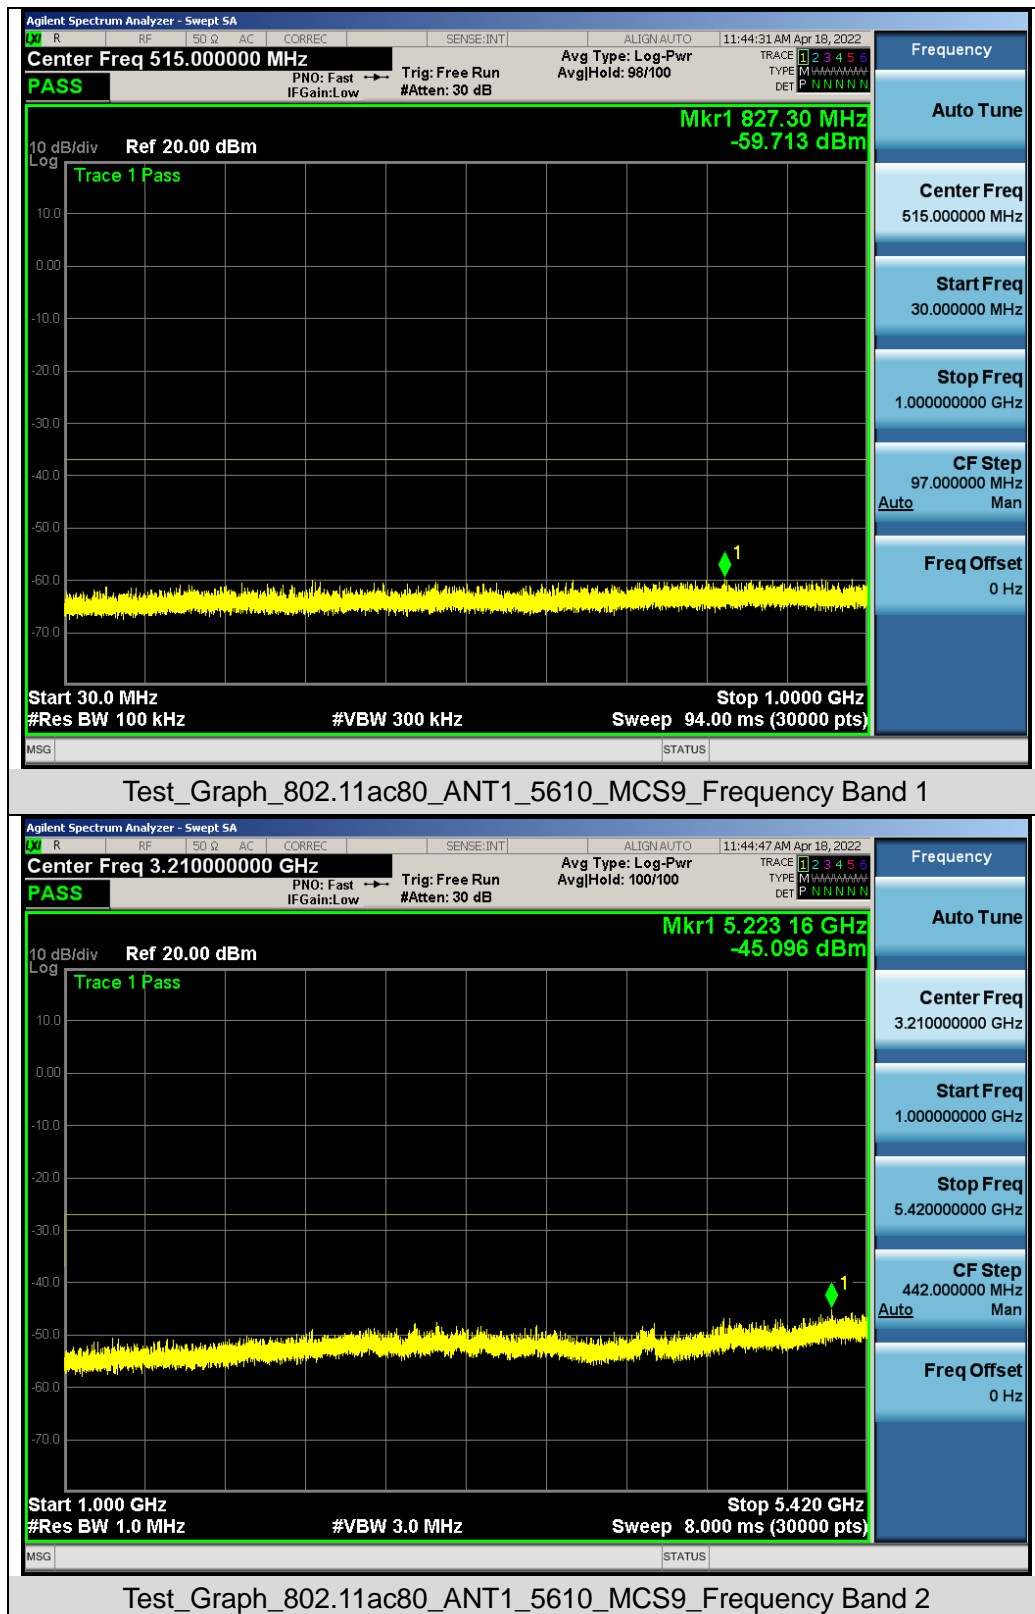 Agilent Spectrum Analyzer - Swept SA
LXI R RF 50 Ω AC CORREC SENSE:INT ALIGN AUTO 11:44:31 AM Apr 18, 2022
Center Freq 515.000000 MHz
PNO: Fast
IFGain:Low
Trig: Free Run
#Atten: 30 dB
Avg Type: Log-Pwr
Avg|Hold: 98/100
TRACE 1 2 3 4 5 6
TYPE M WWWWW
DET P N N N N N
PASS
Mkr1 827.30 MHz
-59.713 dBm
10 dB/div Ref 20.00 dBm
Log
Trace 1 Pass
10.0
0.00
-10.0
-20.0
-30.0
-40.0
-50.0
-60.0
-70.0
1
Start 30.0 MHz Stop 1.0000 GHz
#Res BW 100 kHz #VBW 300 kHz Sweep 94.00 ms (30000 pts)
MSG STATUS
Frequency
Auto Tune
Center Freq
515.000000 MHz
Start Freq
30.000000 MHz
Stop Freq
1.000000000 GHz
CF Step
97.000000 MHz
Auto Man
Freq Offset
0 Hz
Test_Graph_802.11ac80_ANT1_5610_MCS9_Frequency Band 1
Agilent Spectrum Analyzer - Swept SA
LXI R RF 50 Ω AC CORREC SENSE:INT ALIGN AUTO 11:44:47 AM Apr 18, 2022
Center Freq 3.210000000 GHz
PNO: Fast
IFGain:Low
Trig: Free Run
#Atten: 30 dB
Avg Type: Log-Pwr
Avg|Hold: 100/100
TRACE 1 2 3 4 5 6
TYPE M WWWWW
DET P N N N N N
PASS
Mkr1 5.223 16 GHz
-45.096 dBm
10 dB/div Ref 20.00 dBm
Log
Trace 1 Pass
10.0
0.00
-10.0
-20.0
-30.0
-40.0
-50.0
-60.0
-70.0
1
Start 1.000 GHz Stop 5.420 GHz
#Res BW 1.0 MHz #VBW 3.0 MHz Sweep 8.000 ms (30000 pts)
MSG STATUS
Frequency
Auto Tune
Center Freq
3.210000000 GHz
Start Freq
1.000000000 GHz
Stop Freq
5.420000000 GHz
CF Step
442.000000 MHz
Auto Man
Freq Offset
0 Hz
Test_Graph_802.11ac80_ANT1_5610_MCS9_Frequency Band 2